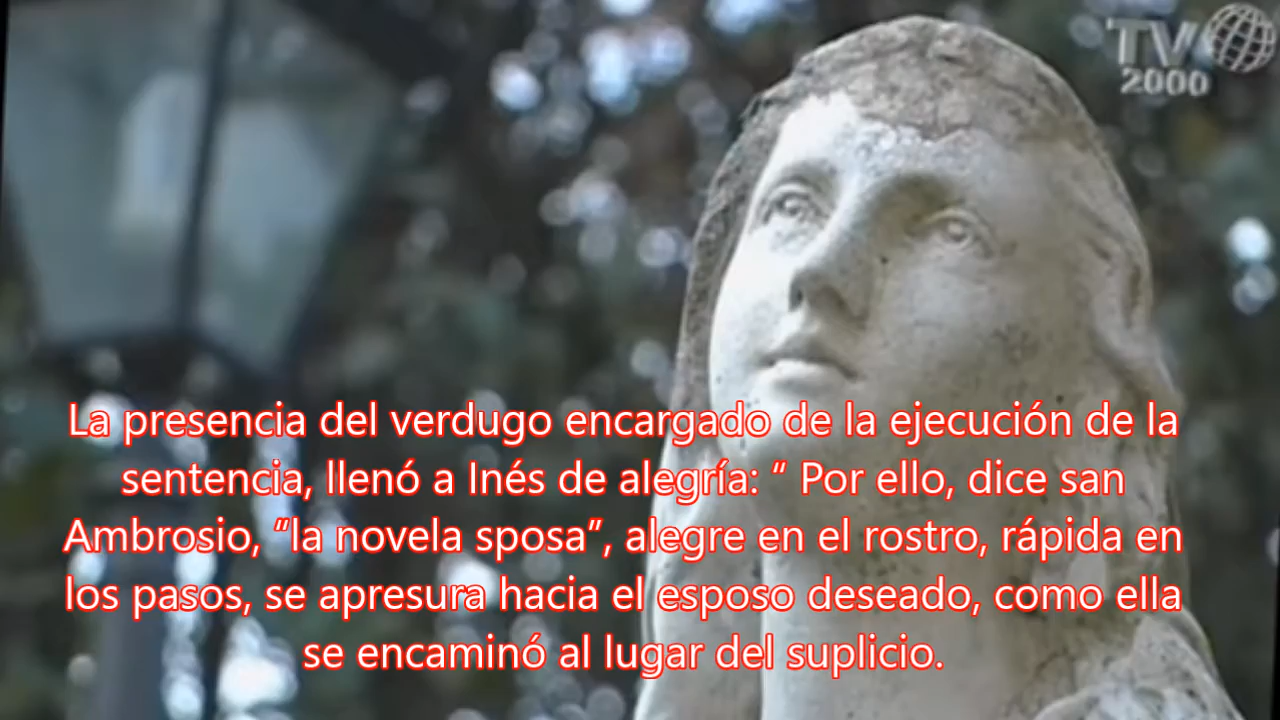 TV
2000
La presencia del verdugo encargado de la ejecución de la
sentencia, llenó a Inés de alegría: “ Por ello, dice san
Ambrosio, “la novela sposa”, alegre en el rostro, rápida en
los pasos, se apresura hacia el esposo deseado, como ella
se encaminó al lugar del suplicio.